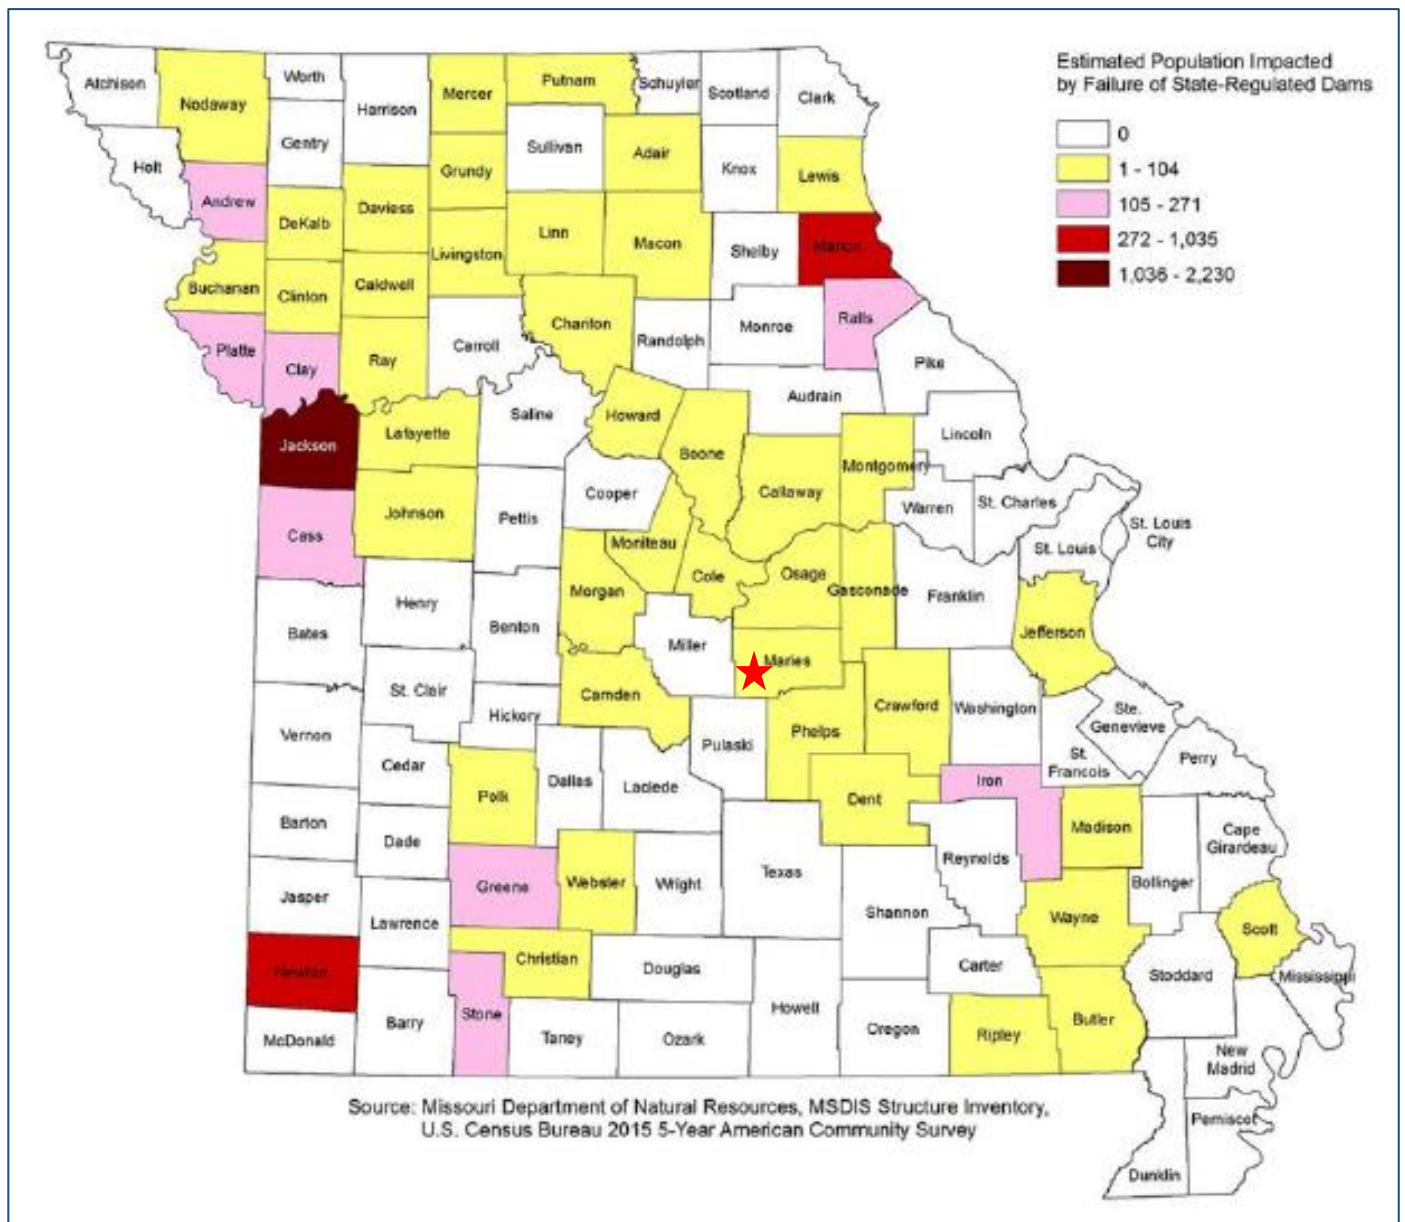 Estimated Population Impacted
by Failure of State-Regulated Dams
0
1 - 104
105 - 271
272 - 1,035
1,036 - 2,230
Atchison
Nodaway
Worth
Harrison
Mercer
Putnam
Schuyler
Scotland
Clark
Gentry
Sullivan
Adair
Knox
Lewis
Holt
Andrew
DeKalb
Daviess
Grundy
Livingston
Linn
Macon
Shelby
Marion
Buchanan
Clinton
Caldwell
Chariton
Randolph
Monroe
Ralls
Platte
Clay
Ray
Carroll
Pike
Audrain
Saline
Howard
Boone
Lincoln
Jackson
Lafayette
Montgomery
Callaway
Cooper
Warren
St. Charles
Cass
Johnson
Pettis
Moniteau
St. Louis
City
St. Louis
Morgan
Cole
Osage
Gasconade
Franklin
Henry
Benton
Bates
Miller
Maries
Jefferson
St. Clair
Camden
Crawford
Washington
Hickory
Ste.
Genevieve
Vernon
Pulaski
Phelps
St.
Francois
Perry
Cedar
Polk
Dallas
Laclede
Iron
Dent
Barton
Madison
Cape
Girardeau
Dade
Reynolds
Texas
Greene
Webster
Wright
Bollinger
Jasper
Lawrence
Shannon
Wayne
Scott
Newton
Christian
Douglas
Carter
Stoddard
Mississippi
Stone
Howell
Barry
McDonald
Taney
Ozark
Oregon
Ripley
Butler
New
Madrid
Pemiscot
Dunklin
Source: Missouri Department of Natural Resources, MSDIS Structure Inventory,
U.S. Census Bureau 2015 5-Year American Community Survey